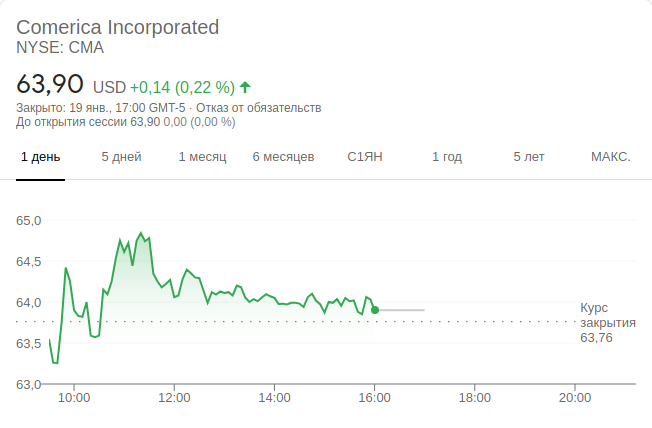 Comerica Incorporated
NYSE: CMA
63,90 USD +0,14 (0,22 %)
Закрыто: 19 янв., 17:00 GMT-5 · Отказ от обязательств
До открытия сессии 63,90 0,00 (0,00 %)
1 день 5 дней 1 месяц 6 месяцев С1ЯН 1 год 5 лет МАКС.
65,0
64,5
64,0
63,5
63,0
Курс
закрытия
63,76
10:00 12:00 14:00 16:00 18:00 20:00